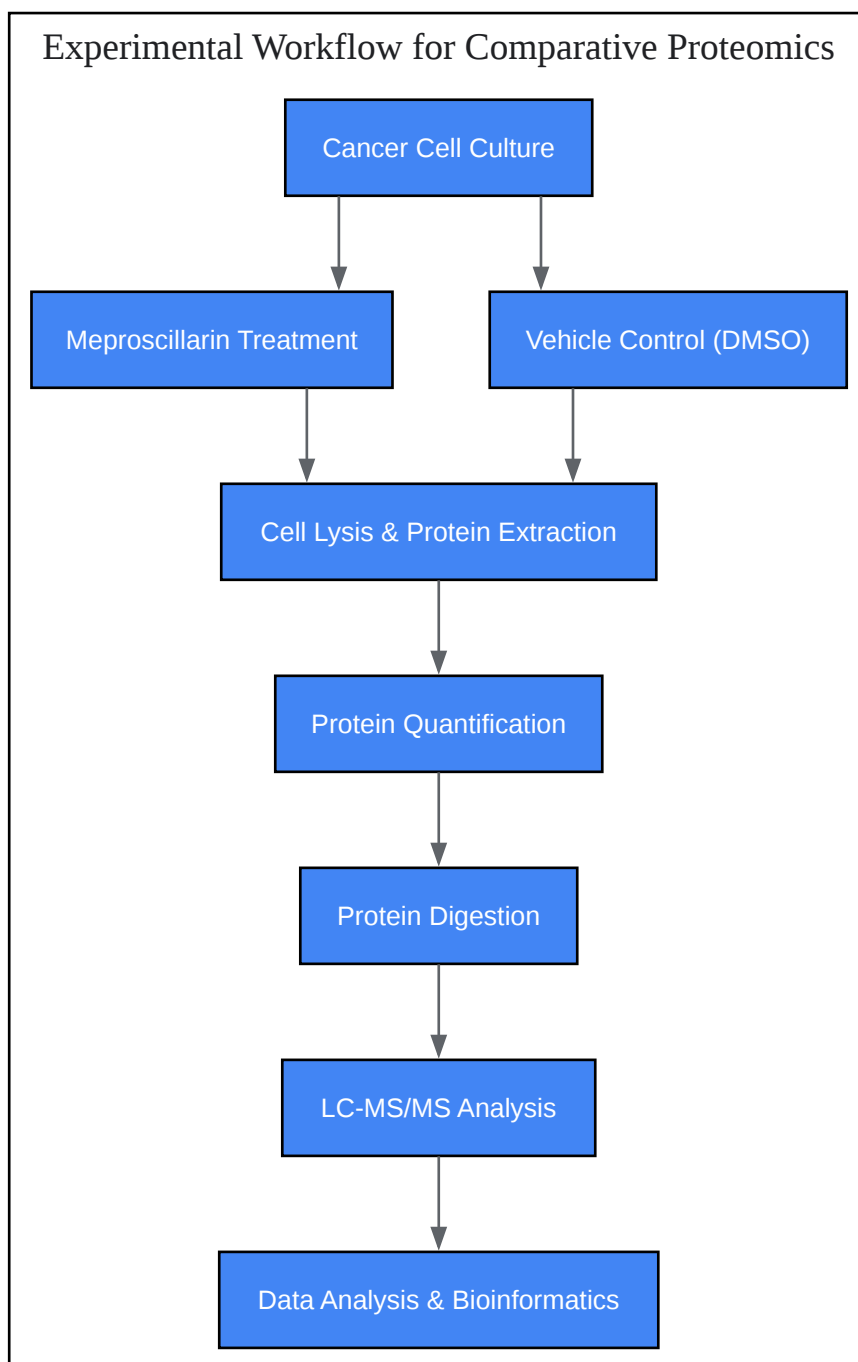 Experimental Workflow for Comparative Proteomics
Cancer Cell Culture
Meproscillarin Treatment
Vehicle Control (DMSO)
Cell Lysis & Protein Extraction
Protein Quantification
Protein Digestion
LC-MS/MS Analysis
Data Analysis & Bioinformatics